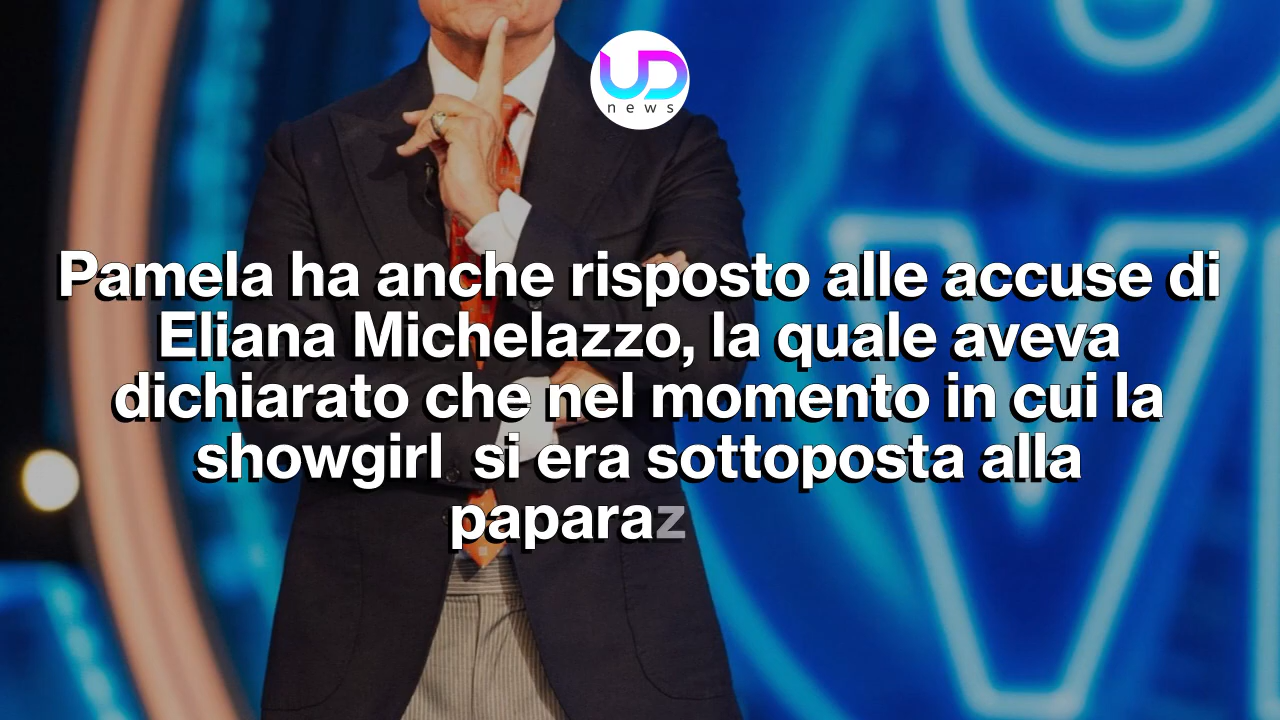 UD
news
Pamela ha anche risposto alle accuse di
Eliana Michelazzo, la quale aveva
dichiarato che nel momento in cui la
showgirl  si era sottoposta alla
paparaz